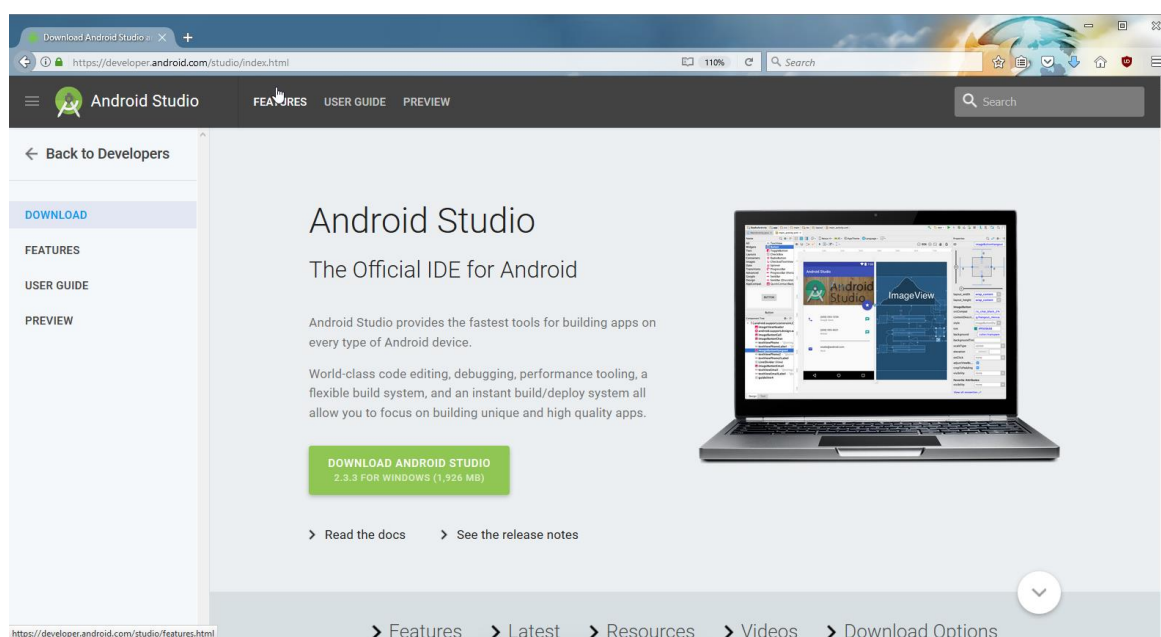 Download Android Studio a
https://developer.android.com/studio/index.html
110%
Search
Android Studio
FEATURES USER GUIDE PREVIEW
Search
Back to Developers
DOWNLOAD
FEATURES
USER GUIDE
PREVIEW
Android Studio
The Official IDE for Android
Android Studio provides the fastest tools for building apps on
every type of Android device.
World-class code editing, debugging, performance tooling, a
flexible build system, and an instant build/deploy system all
allow you to focus on building unique and high quality apps.
DOWNLOAD ANDROID STUDIO
2.3.3 FOR WINDOWS (1,926 MB)
Read the docs See the release notes
Android Studio
Android
Studio
ImageView
BUTTON
Features Latest Resources Videos Download Options
https://developer.android.com/studio/features.html